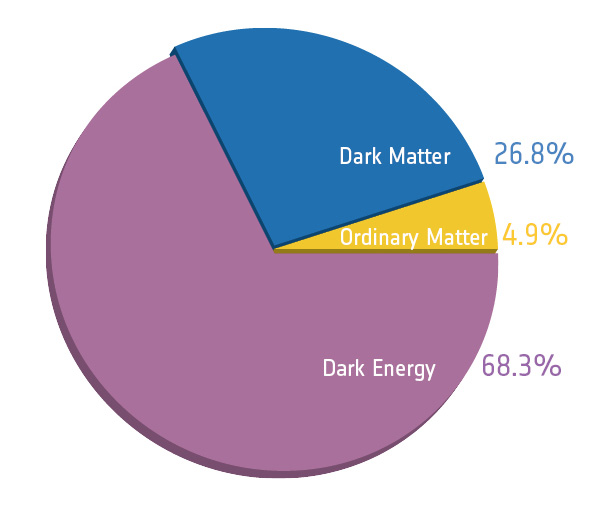 Dark Matter 26.8%
Ordinary Matter 4.9%
Dark Energy 68.3%